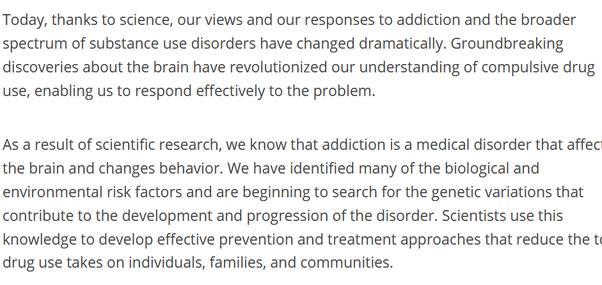 Today, thanks to science, our views and our responses to addiction and the broader
spectrum of substance use disorders have changed dramatically. Groundbreaking
discoveries about the brain have revolutionized our understanding of compulsive drug
use, enabling us to respond effectively to the problem.
As a result of scientific research, we know that addiction is a medical disorder that affec
the brain and changes behavior. We have identified many of the biological and
environmental risk factors and are beginning to search for the genetic variations that
contribute to the development and progression of the disorder. Scientists use this
knowledge to develop effective prevention and treatment approaches that reduce the
drug use takes on individuals, families, and communities.